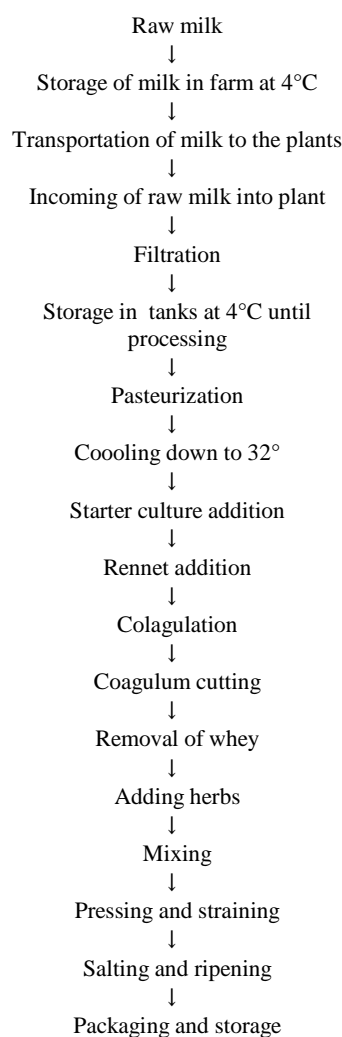 Raw milk
↓
Storage of milk in farm at 4°C
↓
Transportation of milk to the plants
↓
Incoming of raw milk into plant
↓
Filtration
↓
Storage in tanks at 4°C until
processing
↓
Pasteurization
↓
Coooling down to 32°
↓
Starter culture addition
↓
Rennet addition
↓
Colagulation
↓
Coagulum cutting
↓
Removal of whey
↓
Adding herbs
↓
Mixing
↓
Pressing and straining
↓
Salting and ripening
↓
Packaging and storage